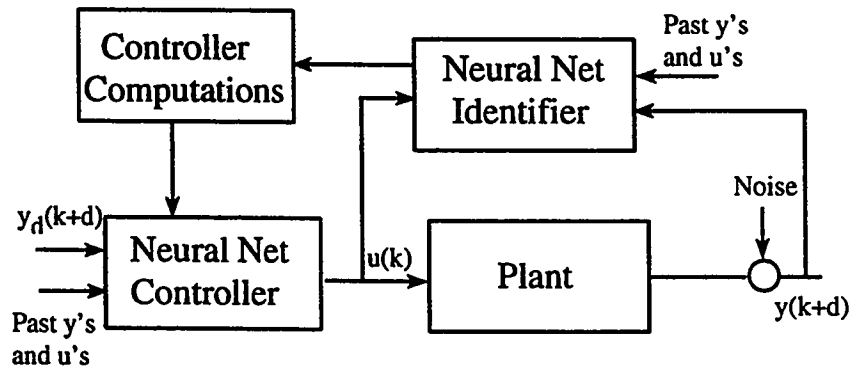 Controller
Computations
Neural Net
Identifier
Past y's
and u's
Noise
y_d(k+d)
Neural Net
Controller
u(k)
Plant
y(k+d)
Past y's
and u's